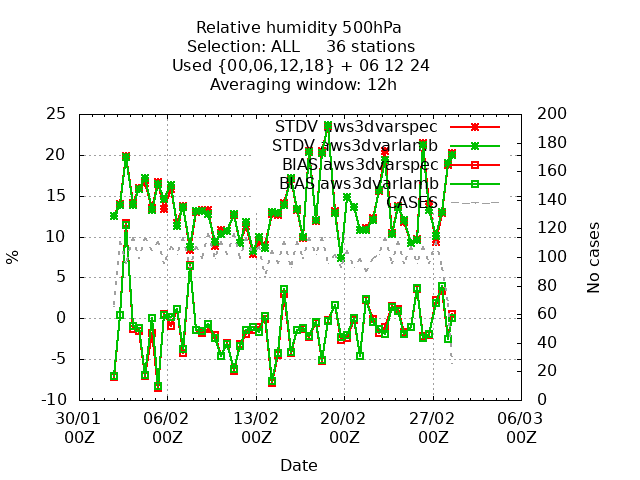 Relative humidity 500hPa
Selection: ALL     36 stations
Used {00,06,12,18} + 06 12 24
Averaging window: 12h
STDV aws3dvarspec
STDV aws3dvarlamb
BIAS aws3dvarspec
BIAS aws3dvarlamb
CASES
25
20
15
10
5
0
-5
-10
%
200
180
160
140
120
100
80
60
40
20
0
No cases
30/01 06/02 13/02 20/02 27/02 06/03
00Z 00Z 00Z 00Z 00Z 00Z
Date